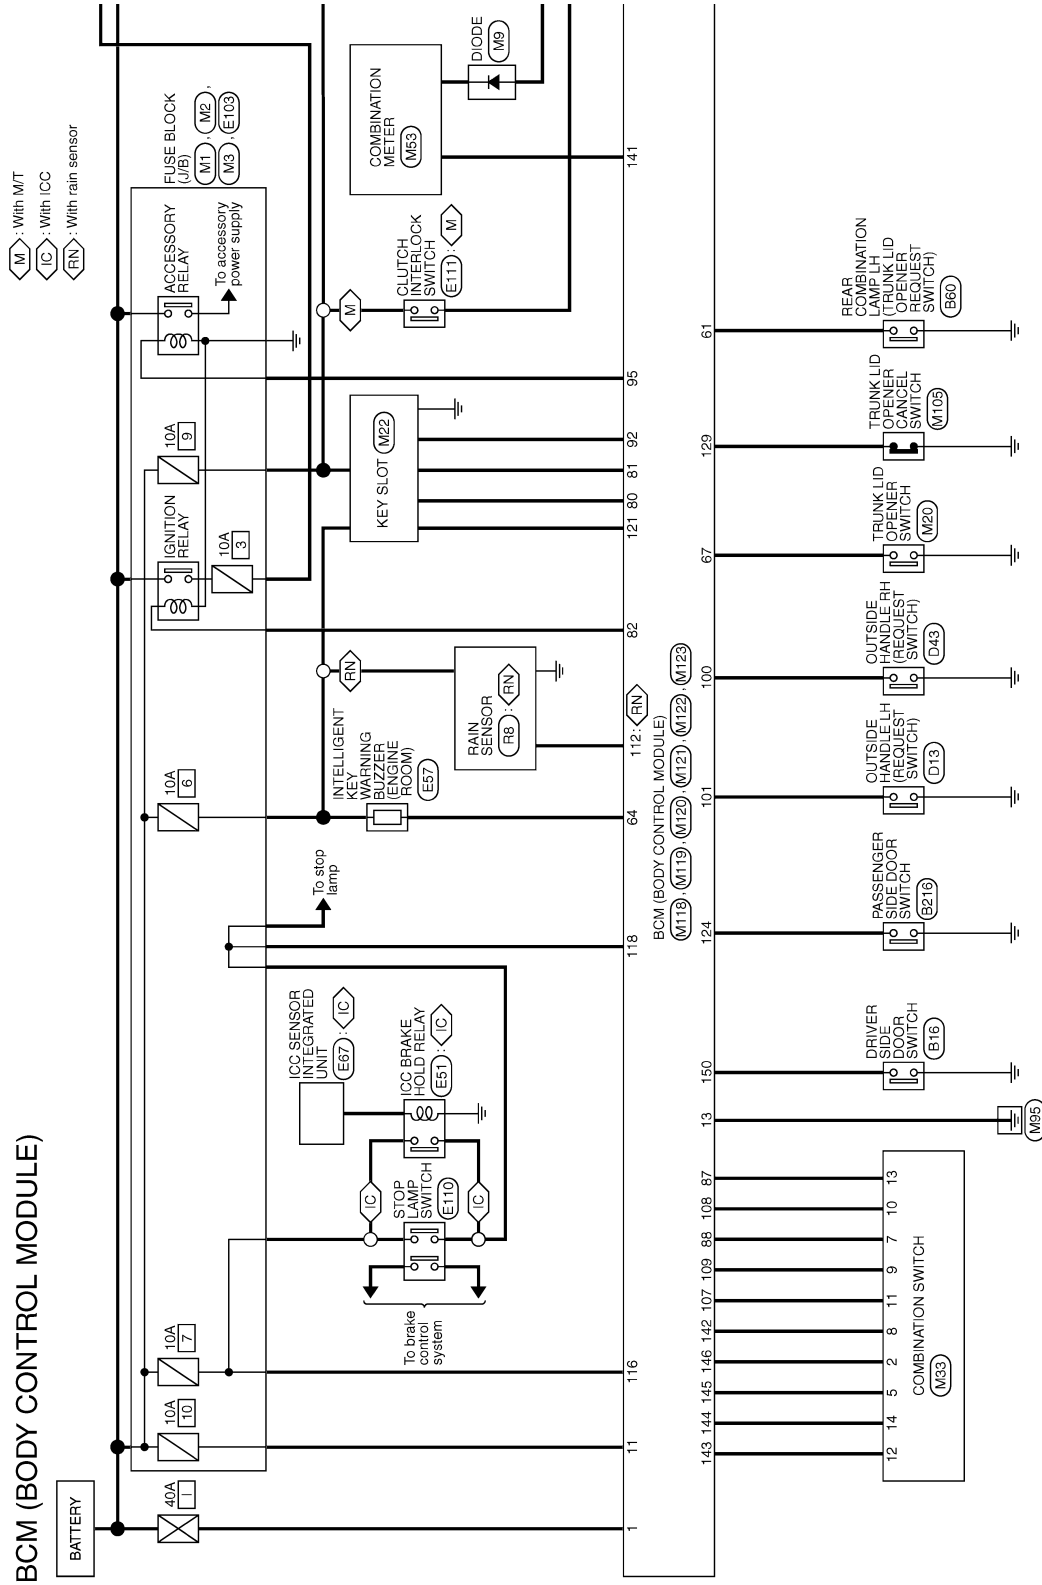 BCM (BODY CONTROL MODULE)
M : With M/T
IC : With ICC
RN : With rain sensor
BATTERY
40A
I
10A
10
10A
7
10A
6
IGNITION
RELAY
10A
3
10A
9
ACCESSORY
RELAY
To accessory
power supply
FUSE BLOCK
(J/B)
M1 , M2 ,
M3 , E103
To brake
control
system
STOP
LAMP
SWITCH
E110
IC
IC
ICC SENSOR
INTEGRATED
UNIT
E67 : IC
ICC BRAKE
HOLD RELAY
E51 : IC
To stop
lamp
INTELLIGENT
KEY
WARNING
BUZZER
(ENGINE
ROOM)
E57
RN
RAIN
SENSOR
R8 : RN
KEY SLOT M22
M
CLUTCH
INTERLOCK
SWITCH
E111 : M
COMBINATION
METER
M53
DIODE
M9
1
11
116
118
64
112: RN
82
121
80
81
92
95
141
BCM (BODY CONTROL MODULE)
M118 , M119 , M120 , M121 , M122 , M123
143
144
145
146
142
107
109
88
108
87
13
150
124
101
100
67
129
61
12
14
5
2
8
11
9
7
10
13
COMBINATION SWITCH
M33
M95
DRIVER
SIDE
DOOR
SWITCH
B16
PASSENGER
SIDE DOOR
SWITCH
B216
OUTSIDE
HANDLE LH
(REQUEST
SWITCH)
D13
OUTSIDE
HANDLE RH
(REQUEST
SWITCH)
D43
TRUNK LID
OPENER
SWITCH
M20
TRUNK LID
OPENER
CANCEL
SWITCH
M105
REAR
COMBINATION
LAMP LH
(TRUNK LID
OPENER
REQUEST
SWITCH)
B60